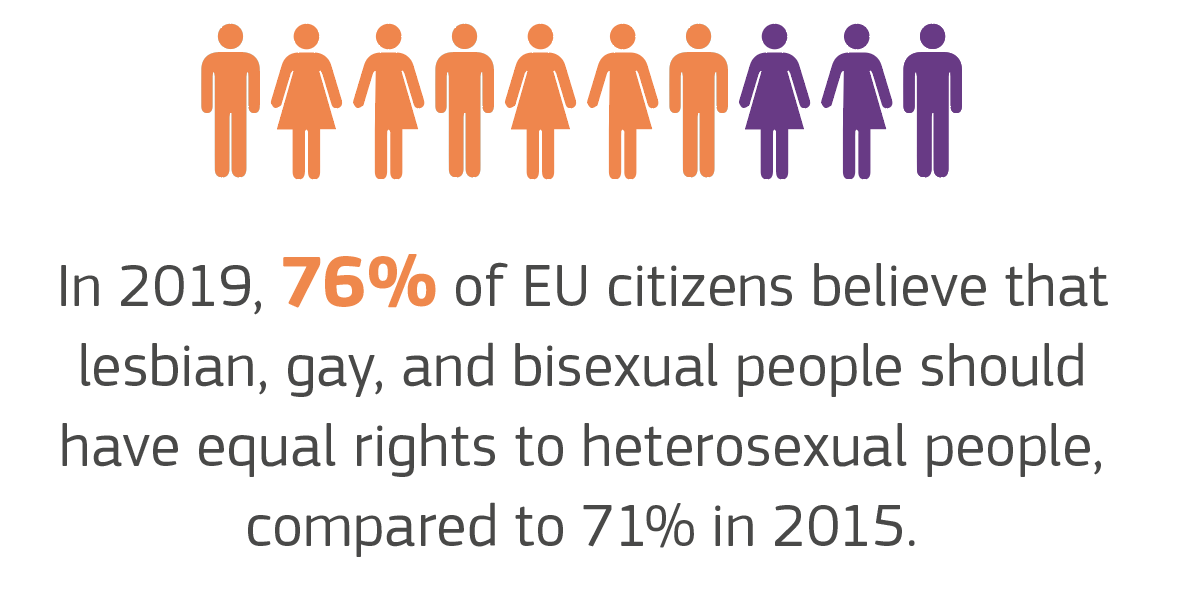 In 2019, 76% of EU citizens believe that
lesbian, gay, and bisexual people should
have equal rights to heterosexual people,
compared to 71% in 2015.